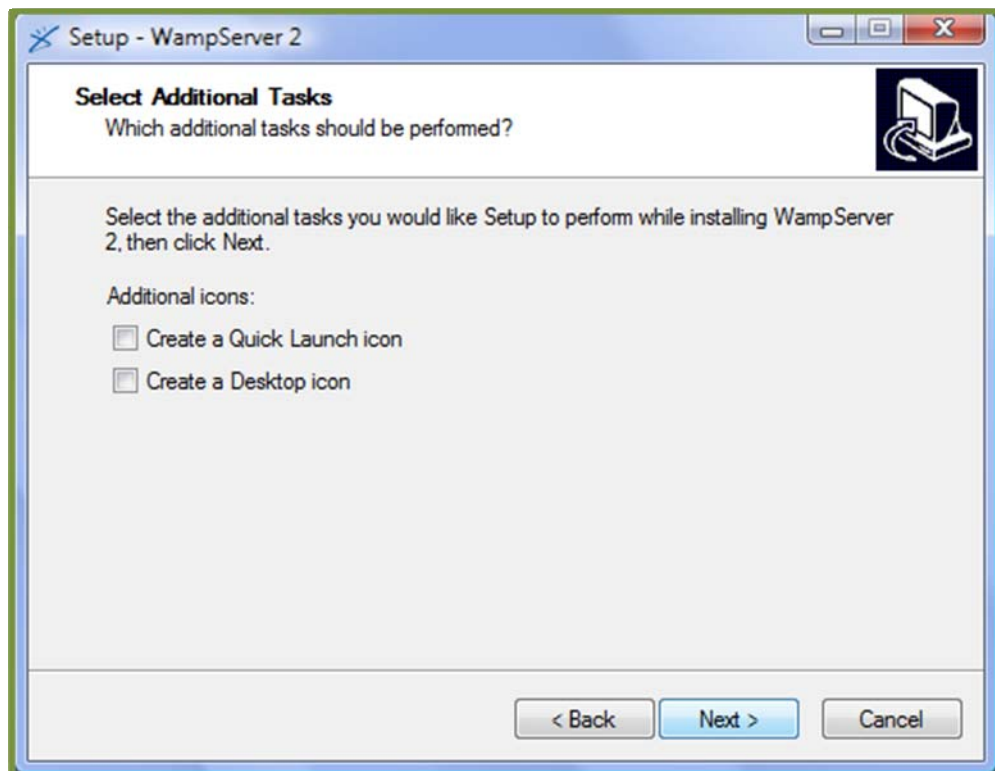 Setup - WampServer 2
Select Additional Tasks
Which additional tasks should be performed?
Select the additional tasks you would like Setup to perform while installing WampServer
2, then click Next.
Additional icons:
Create a Quick Launch icon
Create a Desktop icon
< Back Next > Cancel